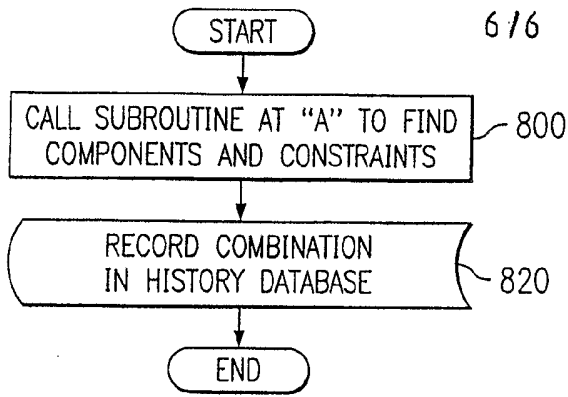 START
6/6
CALL SUBROUTINE AT “A” TO FIND
COMPONENTS AND CONSTRAINTS
800
RECORD COMBINATION
IN HISTORY DATABASE
820
END